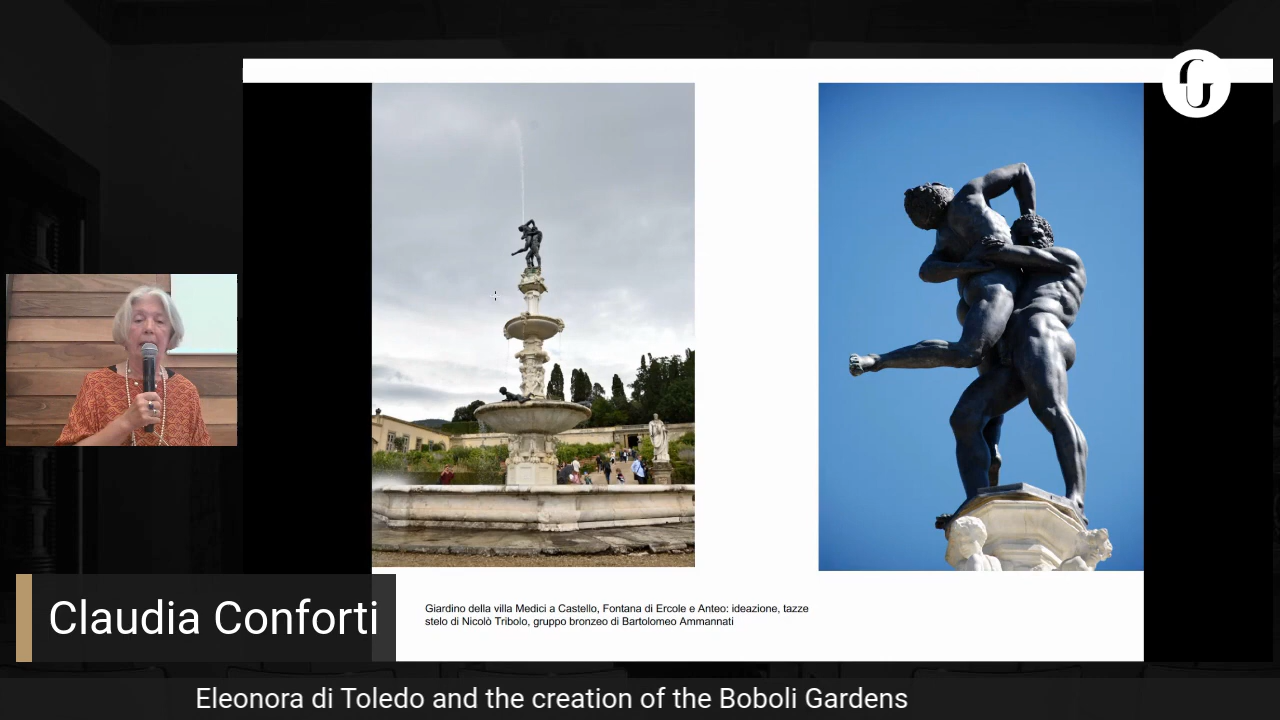 Giardino della villa Medici a Castello, Fontana di Ercole e Anteo: ideazione, tazze
stelo di Nicolò Tribolo, gruppo bronzeo di Bartolomeo Ammannati
Claudia Conforti
Eleonora di Toledo and the creation of the Boboli Gardens